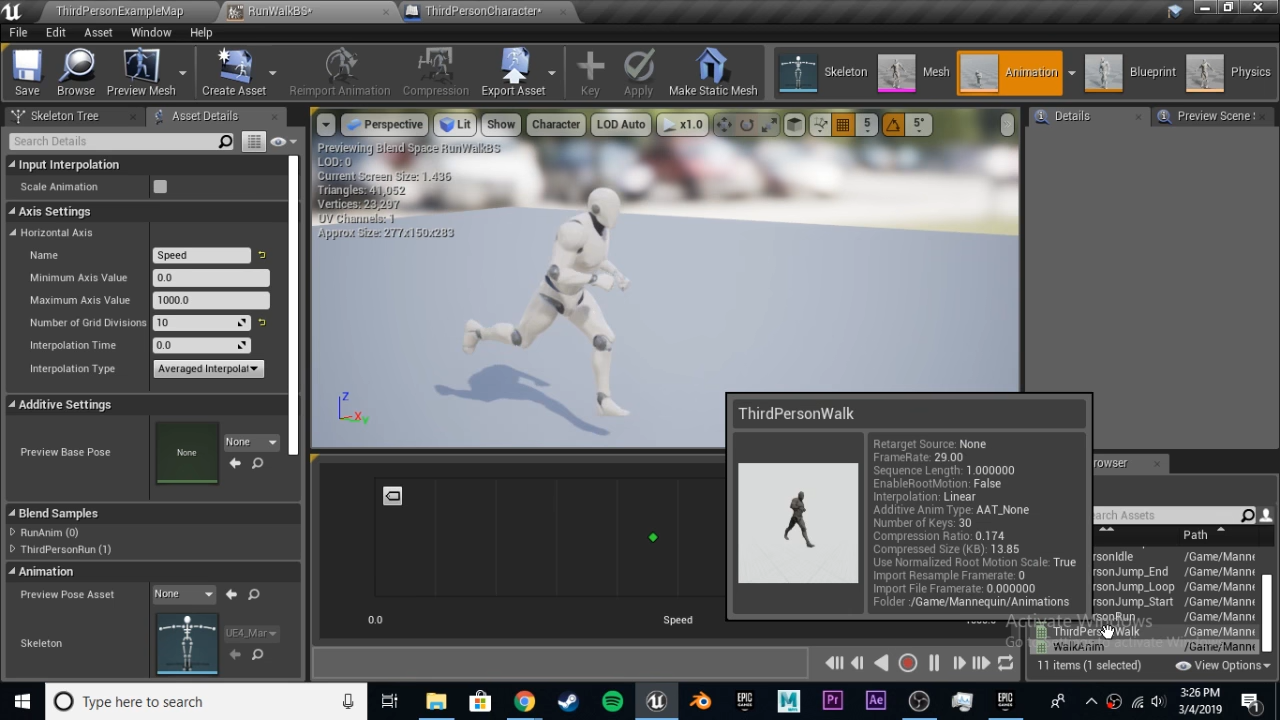 ThirdPersonExampleMap
RunWalkBS*
ThirdPersonCharacter*
File Edit Asset Window Help
Save Browse Preview Mesh Create Asset Reimport Animation Compression Export Asset Key Apply Make Static Mesh
Skeleton Mesh Animation Blueprint Physics
Skeleton Tree Asset Details
Search Details
Input Interpolation
Scale Animation
Axis Settings
Horizontal Axis
Name Speed
Minimum Axis Value 0.0
Maximum Axis Value 1000.0
Number of Grid Divisions 10
Interpolation Time 0.0
Interpolation Type Averaged Interpolat
Additive Settings
Preview Base Pose None None
Blend Samples
RunAnim (0)
ThirdPersonRun (1)
Animation
Preview Pose Asset None
Skeleton UE4_Mar
Perspective Lit Show Character LOD Auto x1.0 5 5°
Previewing Blend Space RunWalkBS
LOD: 0
Current Screen Size: 1.436
Triangles: 41,052
Vertices: 23,297
UV Channels: 1
Approx Size: 277x150x283
Z
X
Y
0.0 Speed
Details Preview Scene
ThirdPersonWalk
Retarget Source: None
FrameRate: 29.00
Sequence Length: 1.000000
EnableRootMotion: False
Interpolation: Linear
Additive Anim Type: AAT_None
Number of Keys: 30
Compression Ratio: 0.174
Compressed Size (KB): 13.85
Use Normalized Root Motion Scale: True
Import Resample Framerate: 0
Import File Framerate: 0.000000
Folder :/Game/Mannequin/Animations
rowser
arch Assets
Path
rsonIdle /Game/Manne
rsonJump_End /Game/Manne
rsonJump_Loop /Game/Manne
rsonJump_Start /Game/Manne
rsonRun /Game/Manne
ThirdPersonWalk /Game/Manne
WalkAnim /Game/Manne
Activate Windows
11 items (1 selected) View Options
Type here to search
3:26 PM
3/4/2019